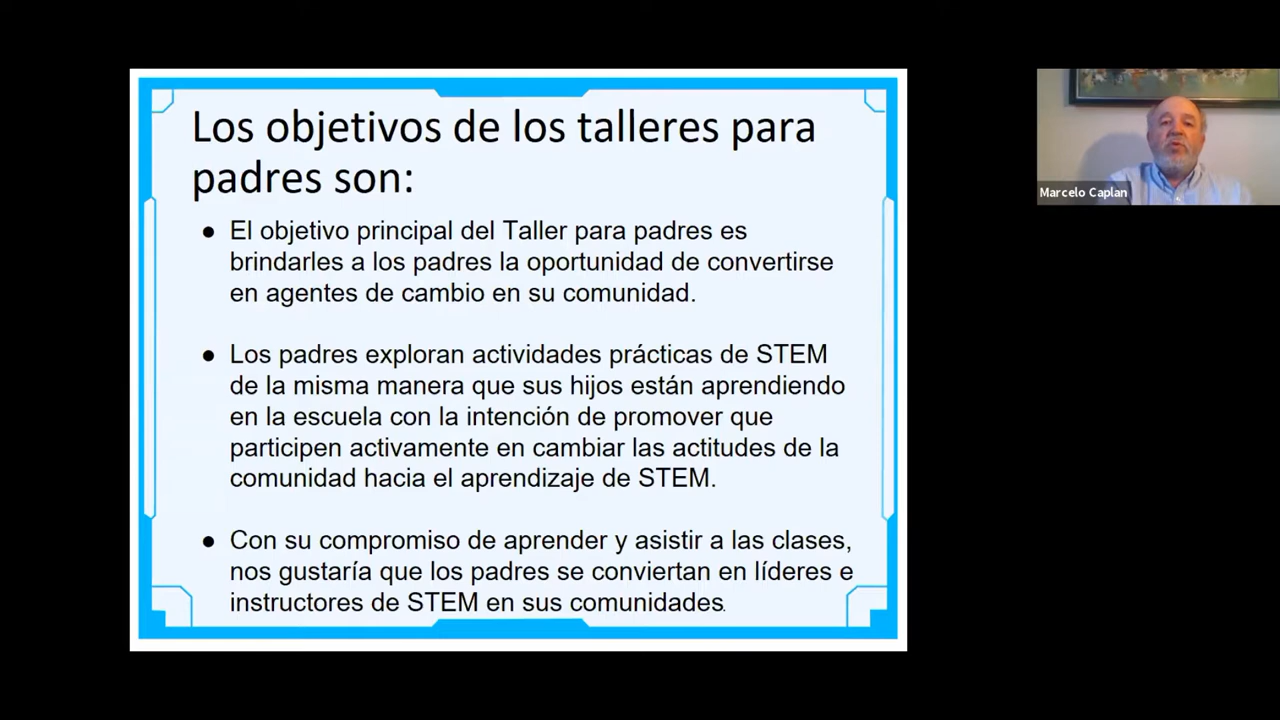 Los objetivos de los talleres para
padres son:
● El objetivo principal del Taller para padres es
brindarles a los padres la oportunidad de convertirse
en agentes de cambio en su comunidad.
● Los padres exploran actividades prácticas de STEM
de la misma manera que sus hijos están aprendiendo
en la escuela con la intención de promover que
participen activamente en cambiar las actitudes de la
comunidad hacia el aprendizaje de STEM.
● Con su compromiso de aprender y asistir a las clases,
nos gustaría que los padres se conviertan en líderes e
instructores de STEM en sus comunidades.
Marcelo Caplan